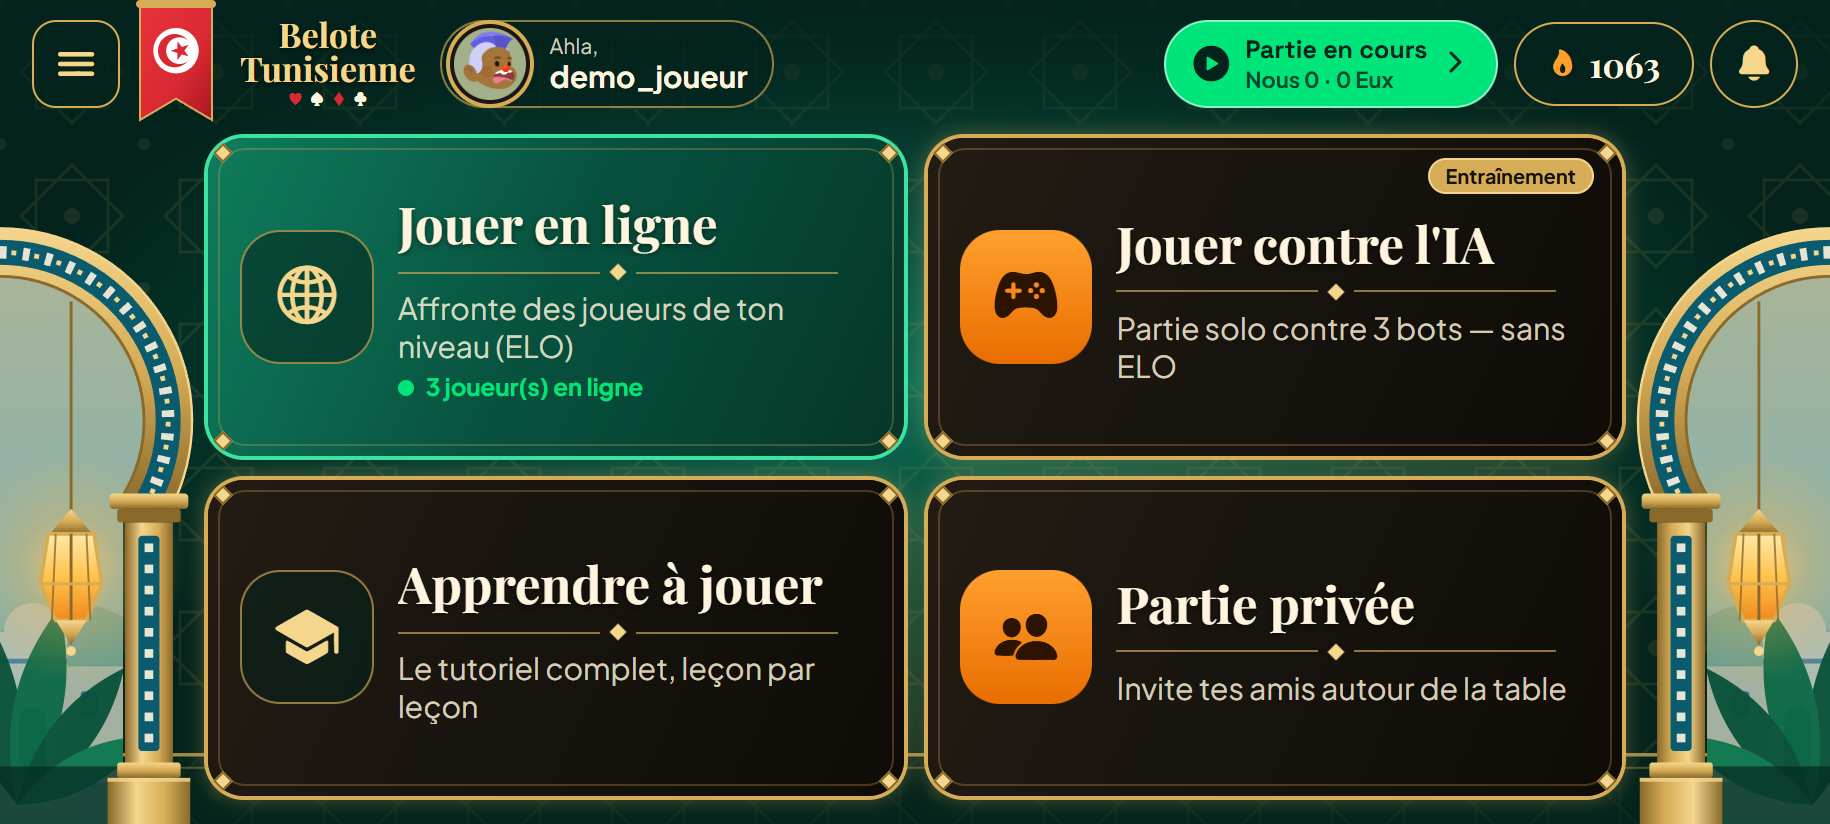 Belote
Tunisienne
Ahla,
demo_joueur
Partie en cours
Nous 0 · 0 Eux
1063
Jouer en ligne
Affronte des joueurs de ton
niveau (ELO)
3 joueur(s) en ligne
Entraînement
Jouer contre l'IA
Partie solo contre 3 bots — sans
ELO
Apprendre à jouer
Le tutoriel complet, leçon par
leçon
Partie privée
Invite tes amis autour de la table